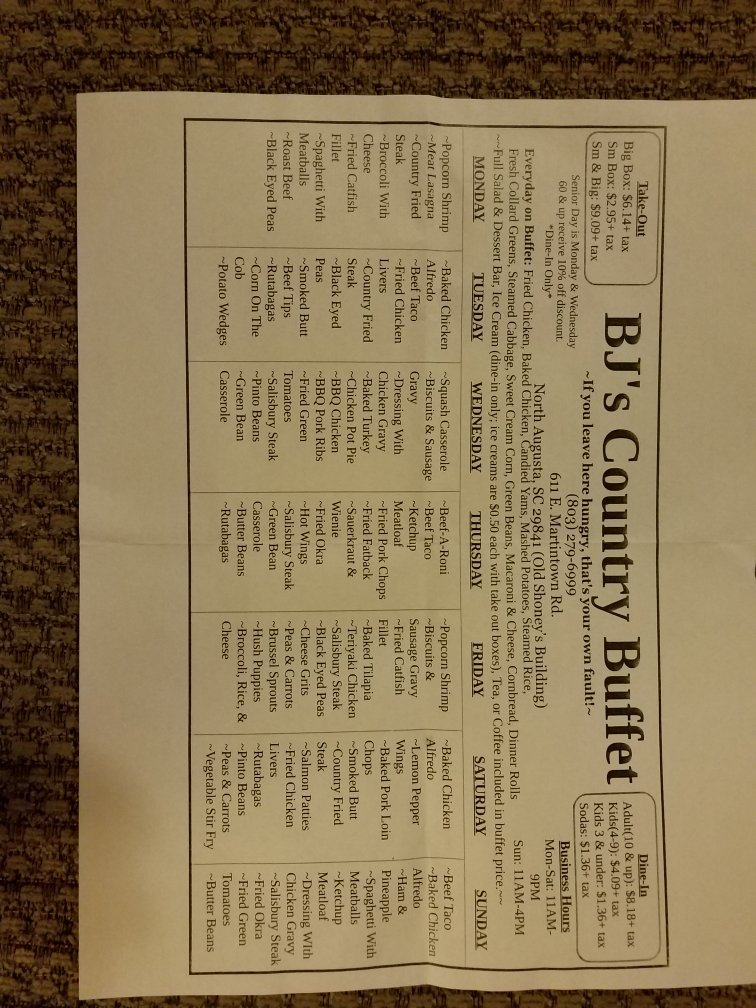 Take-Out
Big Box: $6.14+ tax
Sm Box: $2.95+ tax
Sm & Big: $9.09+ tax
Senior Day is Monday & Wednesday
60 & up receive 10% off discount.
*Dine-In Only*
BJ's Country Buffet
~If you leave here hungry, that's your own fault!~
(803) 279-6999
611 E. Martintown Rd.
North Augusta, SC 29841 (Old Shoney's Building)
Dine-In
Adult(10 & up): $8.18+ tax
Kids(4-9): $4.09+ tax
Kids 3 & under: $1.36+ tax
Sodas: $1.36+ tax
Business Hours
Mon-Sat: 11AM-
9PM
Sun: 11AM-4PM
Everyday on Buffet: Fried Chicken, Baked Chicken, Candied Yams, Mashed Potatoes, Steamed Rice,
Fresh Collard Greens, Steamed Cabbage, Sweet Cream Corn, Green Beans, Macaroni & Cheese, Cornbread, Dinner Rolls
~~Full Salad & Dessert Bar, Ice Cream (dine-in only; ice creams are $0.50 each with take out boxes), Tea, or Coffee included in buffet price.~~
MONDAY
~Popcorn Shrimp
~Meat Lasagna
~Country Fried
Steak
~Broccoli With
Cheese
~Fried Catfish
Fillet
~Spaghetti With
Meatballs
~Roast Beef
~Black Eyed Peas
TUESDAY
~Baked Chicken
Alfredo
~Beef Taco
~Fried Chicken
Livers
~Country Fried
Steak
~Black Eyed
Peas
~Smoked Butt
~Beef Tips
~Rutabagas
~Corn On The
Cob
~Potato Wedges
WEDNESDAY
~Squash Casserole
~Biscuits & Sausage
Gravy
~Dressing With
Chicken Gravy
~Baked Turkey
~Chicken Pot Pie
~BBQ Chicken
~BBQ Pork Ribs
~Fried Green
Tomatoes
~Salisbury Steak
~Pinto Beans
~Green Bean
Casserole
THURSDAY
~Beef-A-Roni
~Beef Taco
~Ketchup
Meatloaf
~Fried Pork Chops
~Fried Fatback
~Sauerkraut &
Wienie
~Fried Okra
~Hot Wings
~Salisbury Steak
~Green Bean
Casserole
~Butter Beans
~Rutabagas
FRIDAY
~Popcorn Shrimp
~Biscuits &
Sausage Gravy
~Fried Catfish
Fillet
~Baked Tilapia
~Teriyaki Chicken
~Salisbury Steak
~Black Eyed Peas
~Cheese Grits
~Peas & Carrots
~Brussel Sprouts
~Hush Puppies
~Broccoli, Rice, &
Cheese
SATURDAY
~Baked Chicken
Alfredo
~Lemon Pepper
Wings
~Baked Pork Loin
Chops
~Smoked Butt
~Country Fried
Steak
~Salmon Patties
~Fried Chicken
Livers
~Rutabagas
~Pinto Beans
~Peas & Carrots
~Vegetable Stir Fry
SUNDAY
~Beef Taco
~Baked Chicken
Alfredo
~Ham &
Pineapple
~Spaghetti With
Meatballs
~Ketchup
Meatloaf
~Dressing WIth
Chicken Gravy
~Salisbury Steak
~Fried Okra
~Fried Green
Tomatoes
~Butter Beans